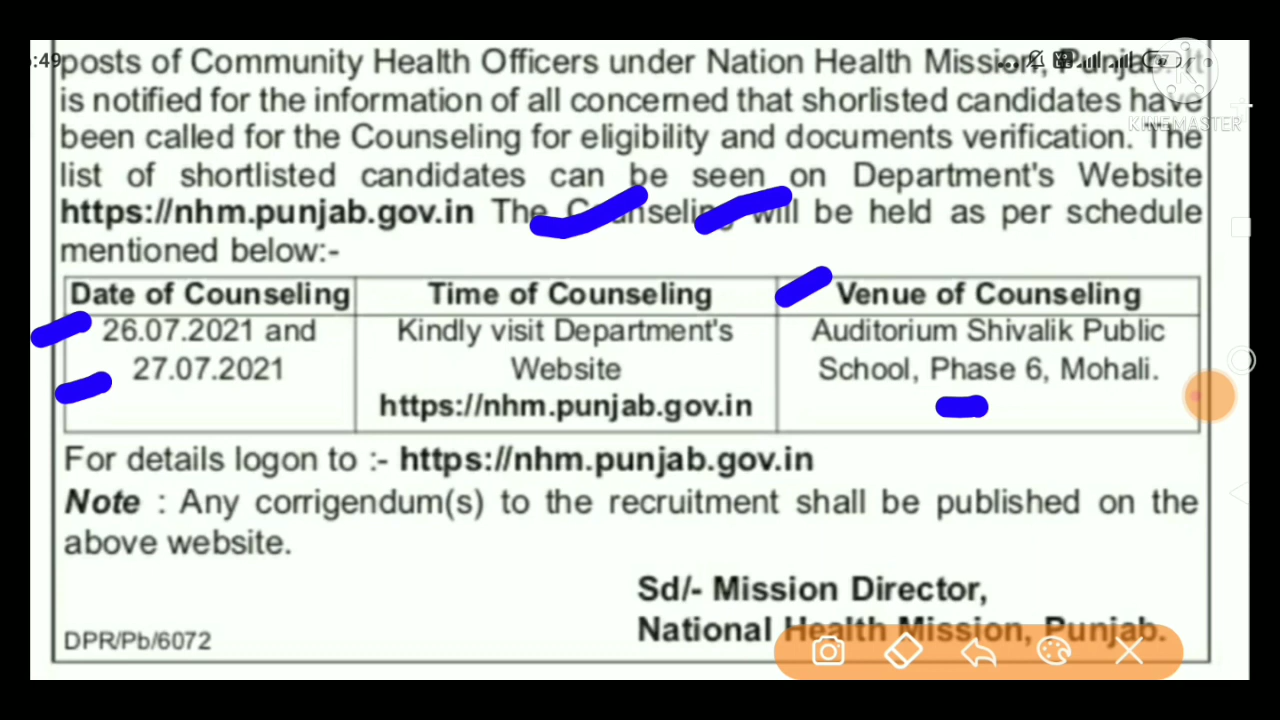 :49
posts of Community Health Officers under Nation Health Mission, Punjab. It
is notified for the information of all concerned that shorlisted candidates have
KINEMASTER
been called for the Counseling for eligibility and documents verification. The
list of shortlisted candidates can be seen on Department's Website
https://nhm.punjab.gov.in The Counseling will be held as per schedule
mentioned below:-
Date of Counseling Time of Counseling Venue of Counseling
26.07.2021 and Kindly visit Department's Auditorium Shivalik Public
27.07.2021 Website School, Phase 6, Mohali.
https://nhm.punjab.gov.in
For details logon to :- https://nhm.punjab.gov.in
Note : Any corrigendum(s) to the recruitment shall be published on the
above website.
Sd/- Mission Director,
National Health Mission, Punjab.
DPR/Pb/6072